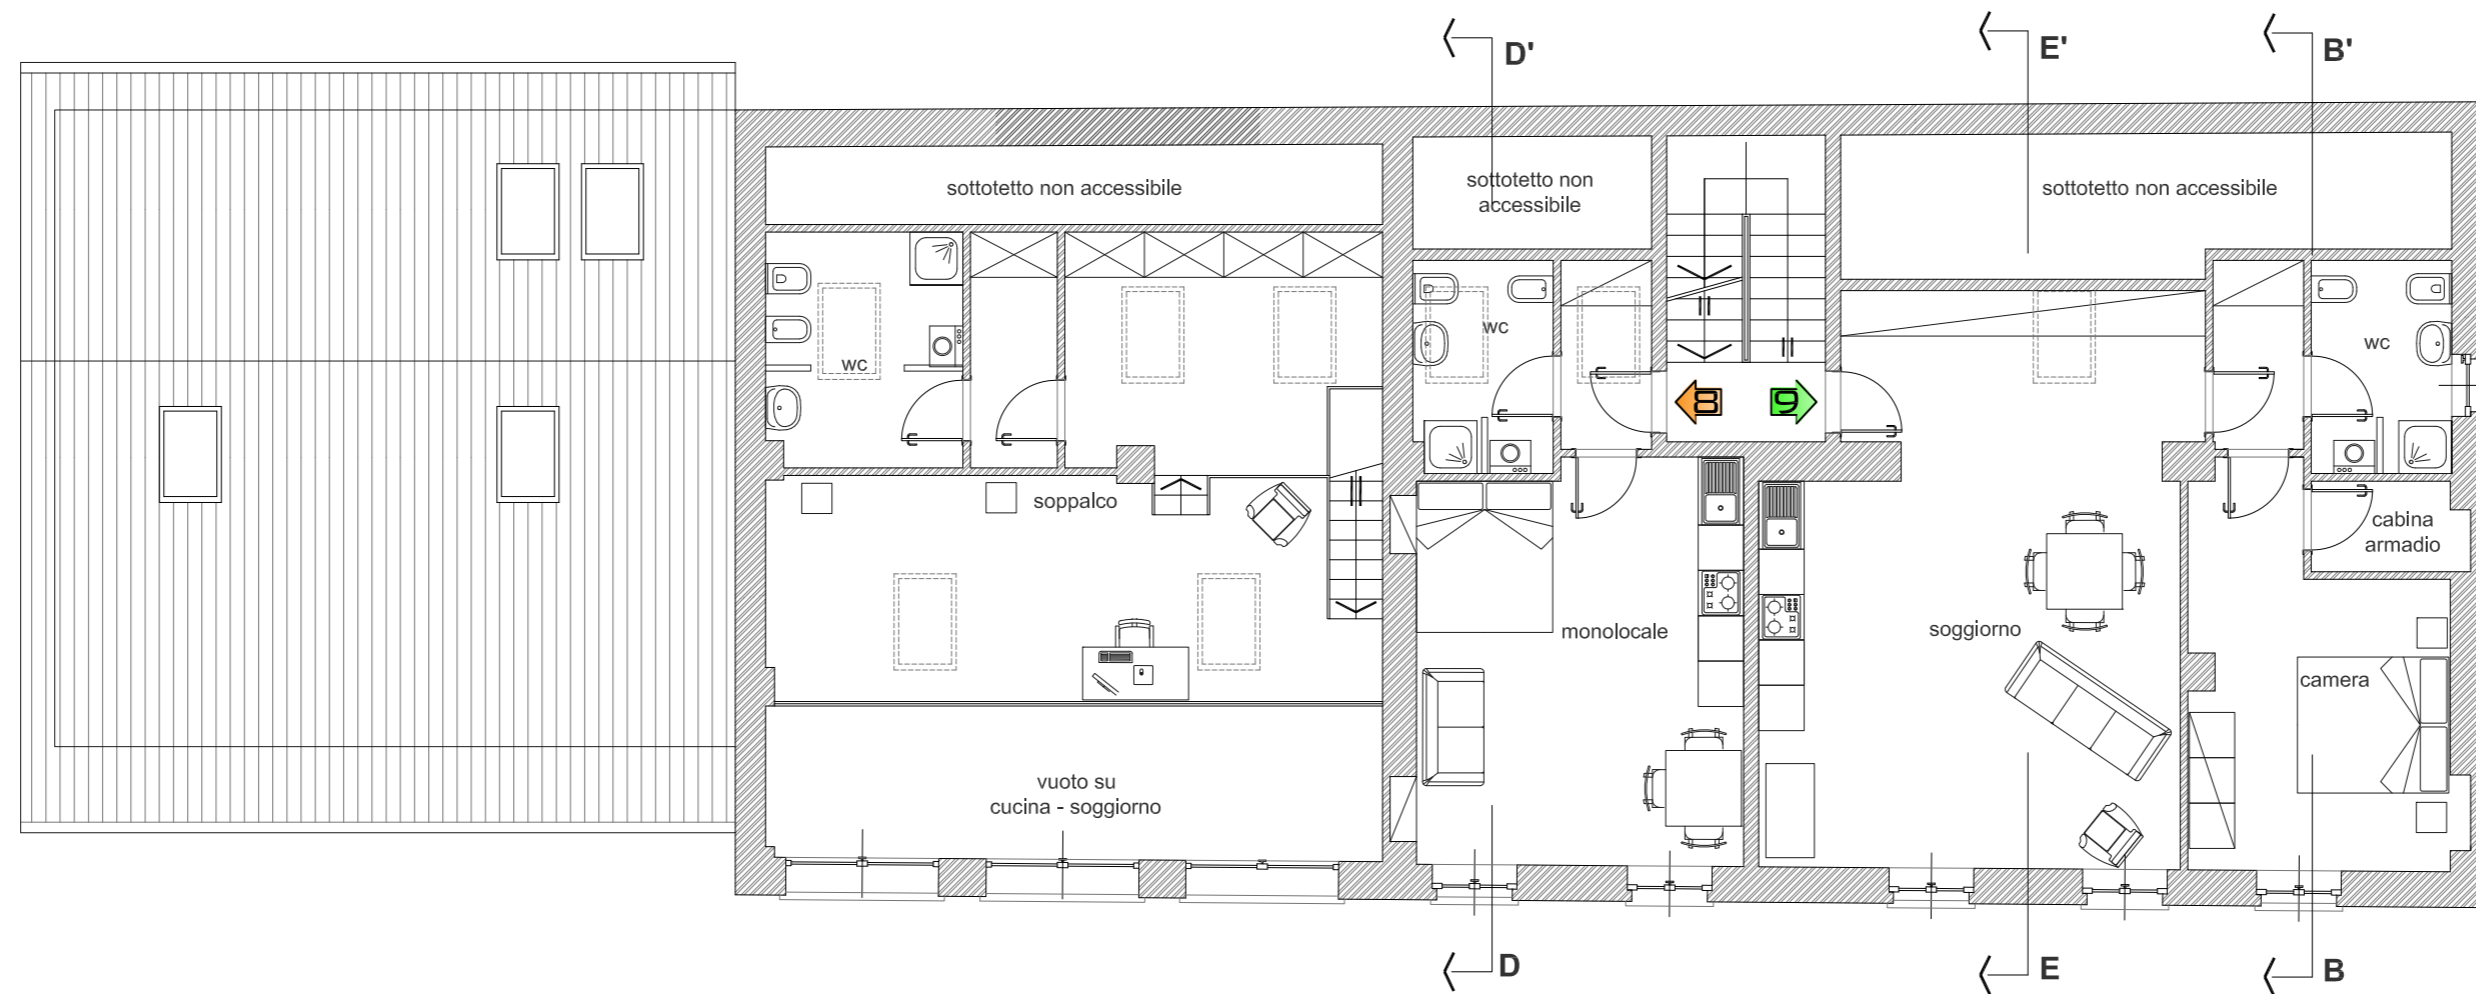 D'
E'
B'
sottotetto non accessibile
sottotetto non
accessibile
sottotetto non accessibile
wc
wc
wc
8
9
soppalco
cabina
armadio
monolocale
soggiorno
camera
vuoto su
cucina - soggiorno
D
E
B